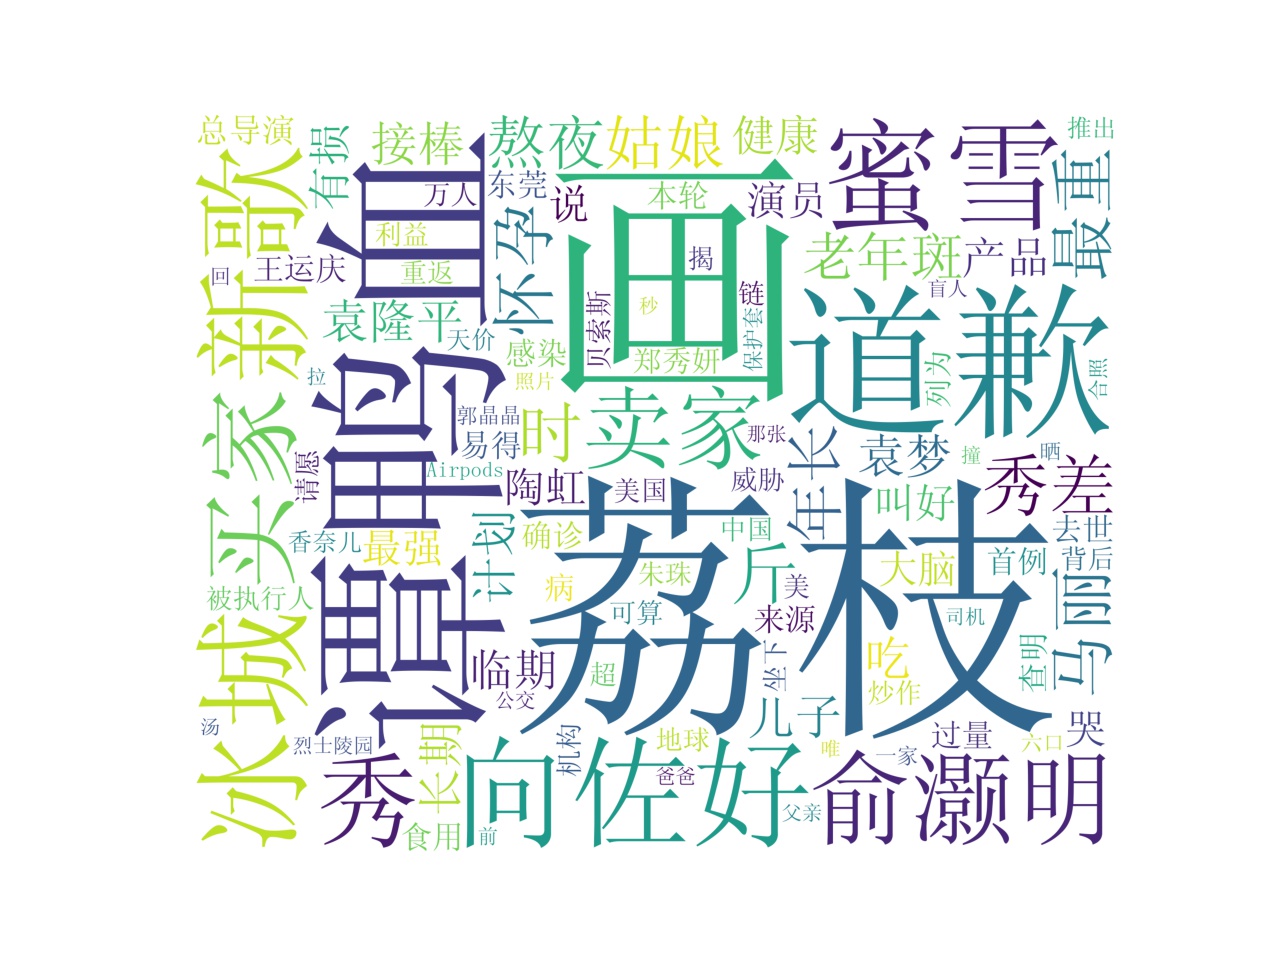 总导演
有损
接棒
熬夜
姑娘
健康
蜜雪
推出
新歌
血
万人
东莞
说
画
本轮
演员
最重
利益
怀孕
揭
老年斑
产品
回
王运庆
重返
贝索斯
链
盲人
袁隆平
天价
秒
保护套
道歉
感染
郑秀妍
列为
合照
拉
谭鸭
照片
买家
郭晶晶
时
卖家
那张
年长
袁梦
撞
晒
易得
请愿
Airpods
陶虹
美国
威胁
秀差
叫好
荔枝
香奈儿
最强
计划
确诊
中国
去世
首例
背后
大脑
病
朱珠
斤
美
被执行人
可算
来源
司机
马丽
冰城
临期
超
坐下
吃
查明
炒作
公交
儿子
汤
烈士陵园
长期
机构
地球
唯
过量
哭
一家
六口
秀
向佐好
爸爸
俞灏明
父亲
食用
前